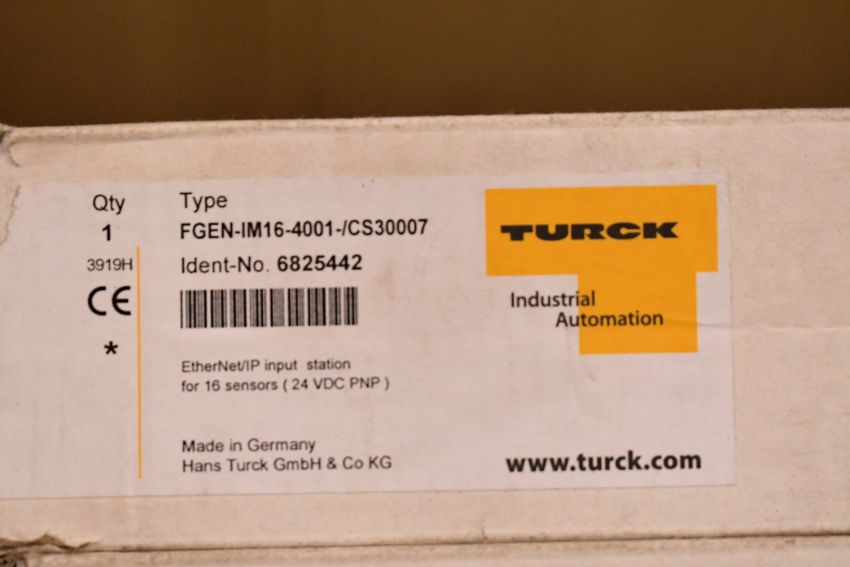 Qty
1
3919H
CE
*
Type
FGEN-IM16-4001-/CS30007
Ident-No. 6825442
EtherNet/IP input station
for 16 sensors ( 24 VDC PNP )
Made in Germany
Hans Turck GmbH & Co KG
TURCK
Industrial
Automation
www.turck.com